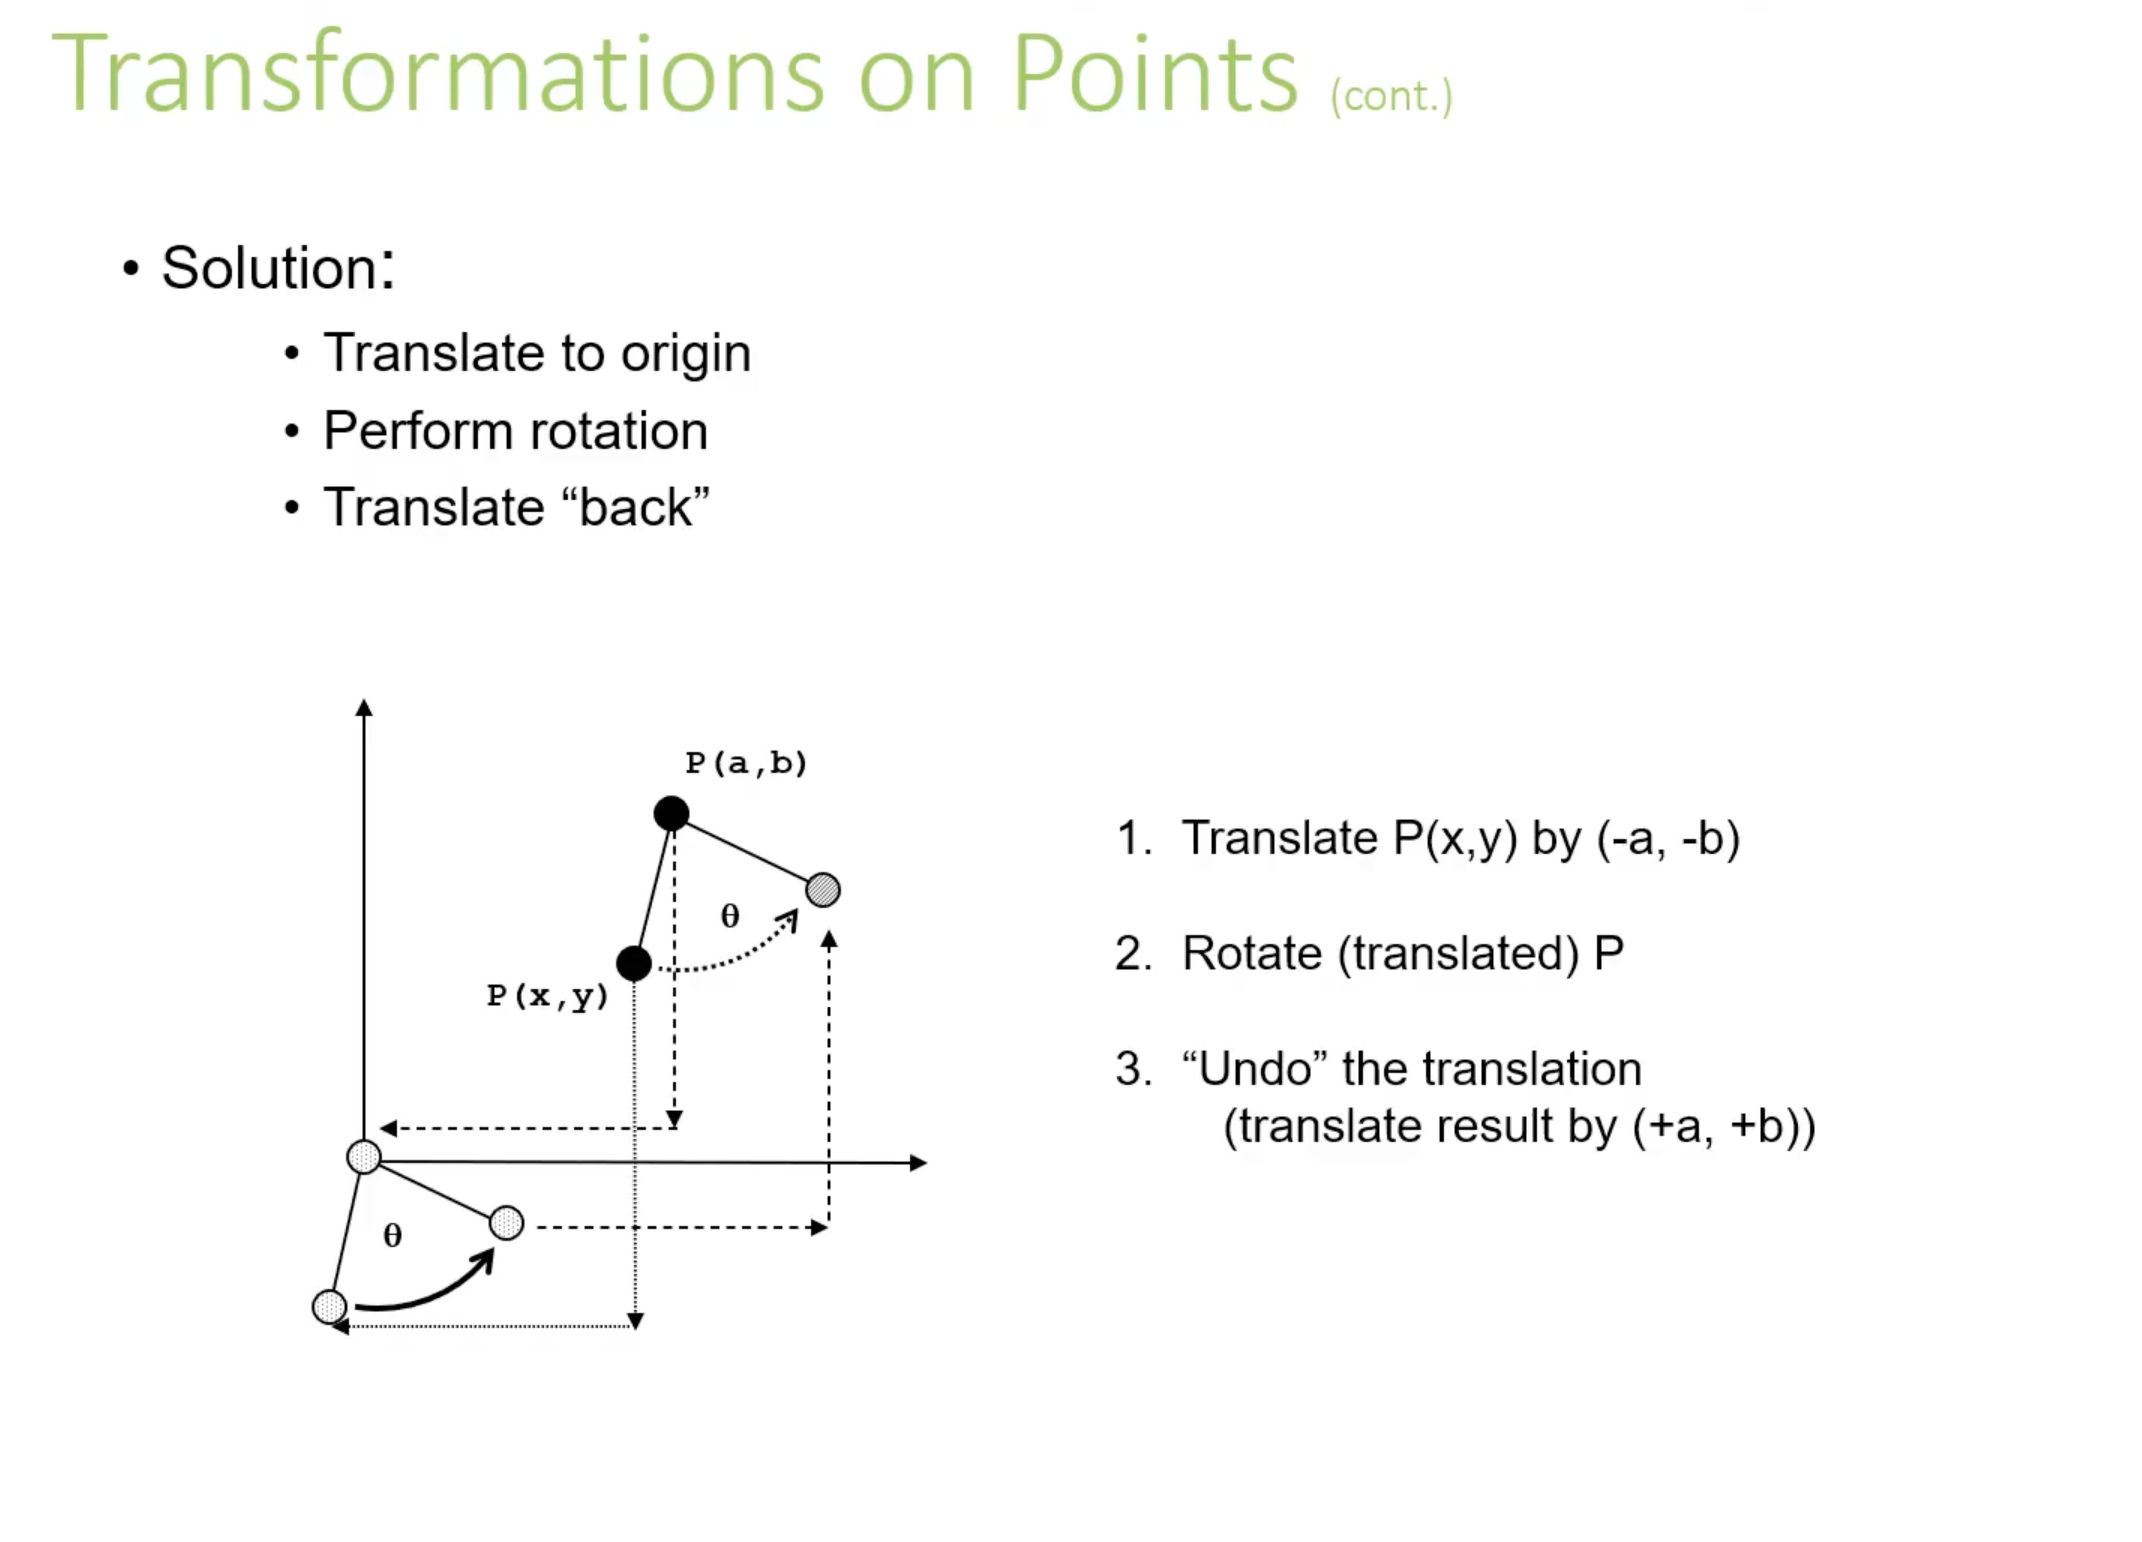 Transformations on Points (cont.)
• Solution:
• Translate to origin
• Perform rotation
• Translate “back”
P(a,b)
θ
P(x,y)
θ
1. Translate P(x,y) by (-a, -b)
2. Rotate (translated) P
3. “Undo” the translation
(translate result by (+a, +b))